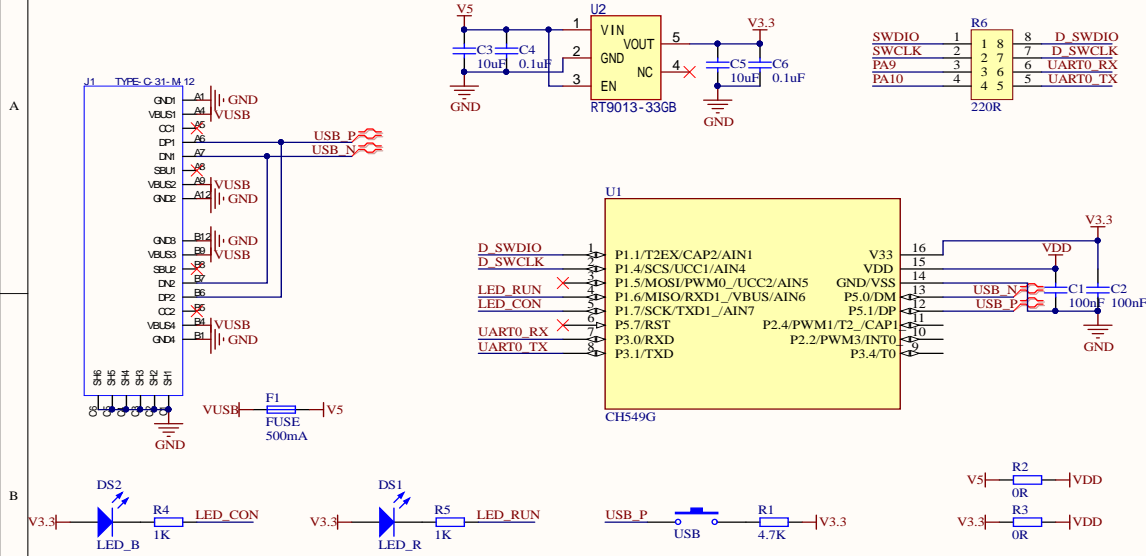 A
B
J1 TYPE-C-31-M-12
GND1 A1 GND
VBUS1 A4 VUSB
CC1 A5
DP1 A6 USB_P
DN1 A7 USB_N
SBU1 A8
VBUS2 A9 VUSB
GND2 A12 GND
GND3 B12 GND
VBUS3 B9 VUSB
SBU2 B8
DN2 B7
DP2 B6
CC2 B5
VBUS4 B4 VUSB
GND4 B1 GND
SH6 SH5 SH4 SH3 SH2 SH1
GND
VUSB F1 V5
FUSE
500mA
V5
C3 C4
10uF 0.1uF
GND
U2
1 VIN
2 GND
3 EN
VOUT 5
NC 4
RT9013-33GB
V3.3
C5 C6
10uF 0.1uF
GND
R6
SWDIO 1 1 8 8 D_SWDIO
SWCLK 2 2 7 7 D_SWCLK
PA9 3 3 6 6 UART0_RX
PA10 4 4 5 5 UART0_TX
220R
U1
D_SWDIO 1 P1.1/T2EX/CAP2/AIN1
D_SWCLK 2 P1.4/SCS/UCC1/AIN4
3 P1.5/MOSI/PWM0_/UCC2/AIN5
LED_RUN 4 P1.6/MISO/RXD1_/VBUS/AIN6
LED_CON 5 P1.7/SCK/TXD1_/AIN7
6 P5.7/RST
UART0_RX 7 P3.0/RXD
UART0_TX 8 P3.1/TXD
V33 16
VDD 15
GND/VSS 14
P5.0/DM 13 USB_N
P5.1/DP 12 USB_P
P2.4/PWM1/T2_/CAP1_ 11
P2.2/PWM3/INT0_ 10
P3.4/T0 9
CH549G
V3.3
VDD
C1 C2
100nF 100nF
GND
DS2
V3.3 R4 LED_CON
LED_B 1K
DS1
V3.3 R5 LED_RUN
LED_R 1K
USB_P R1 V3.3
USB 4.7K
V5 R2 VDD
0R
V3.3 R3 VDD
0R